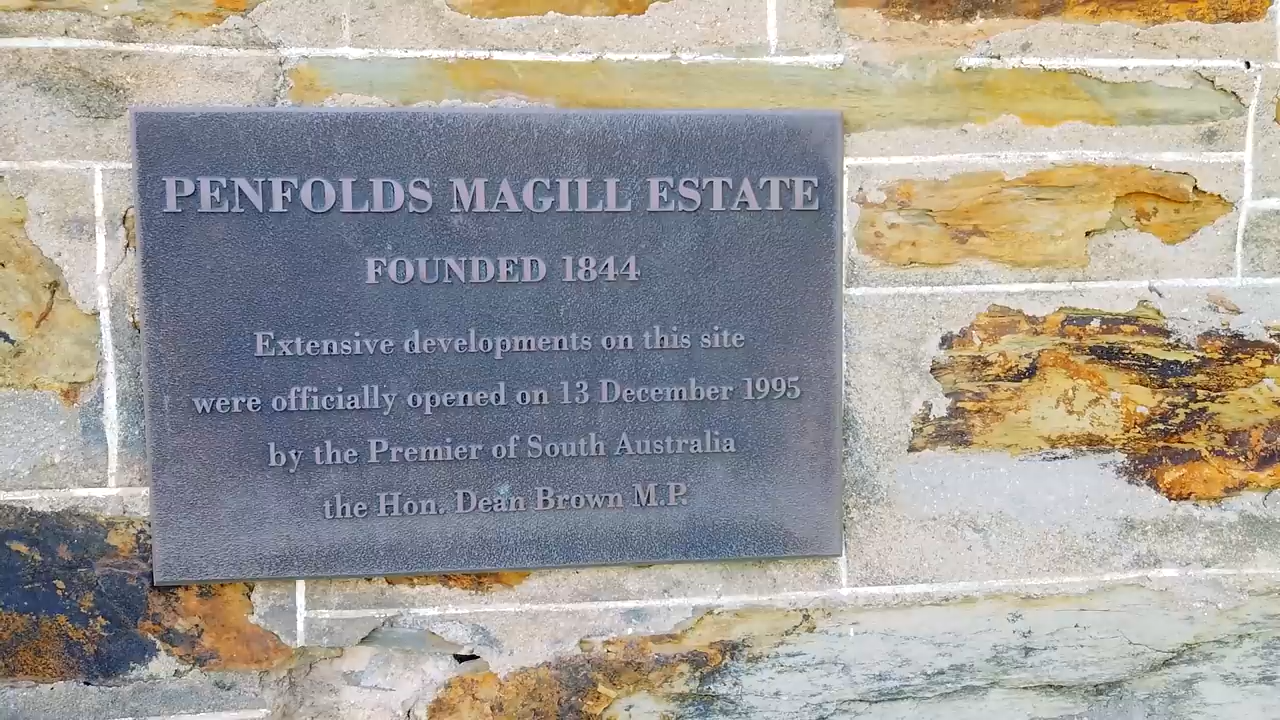 PENFOLDS MAGILL ESTATE
FOUNDED 1844
Extensive developments on this site
were officially opened on 13 December 1995
by the Premier of South Australia
the Hon. Dean Brown M.P.